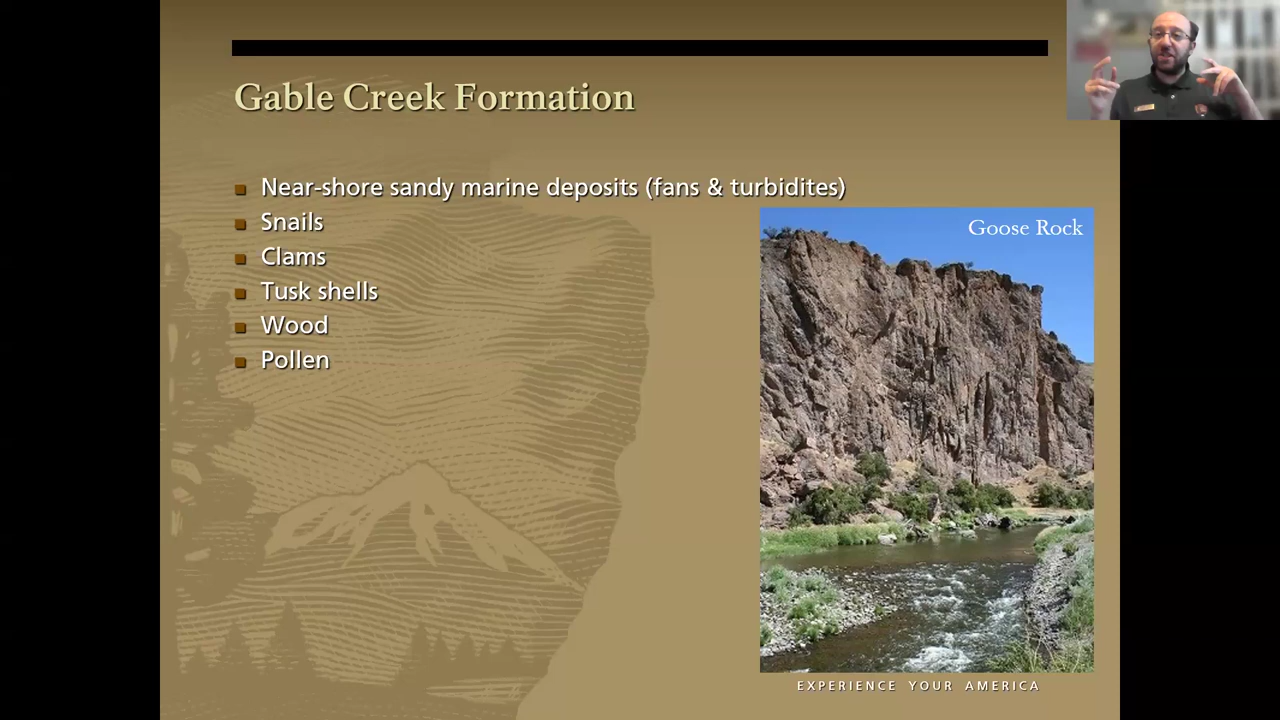 Gable Creek Formation
Near-shore sandy marine deposits (fans & turbidites)
Snails
Clams
Tusk shells
Wood
Pollen
Goose Rock
EXPERIENCE YOUR AMERICA